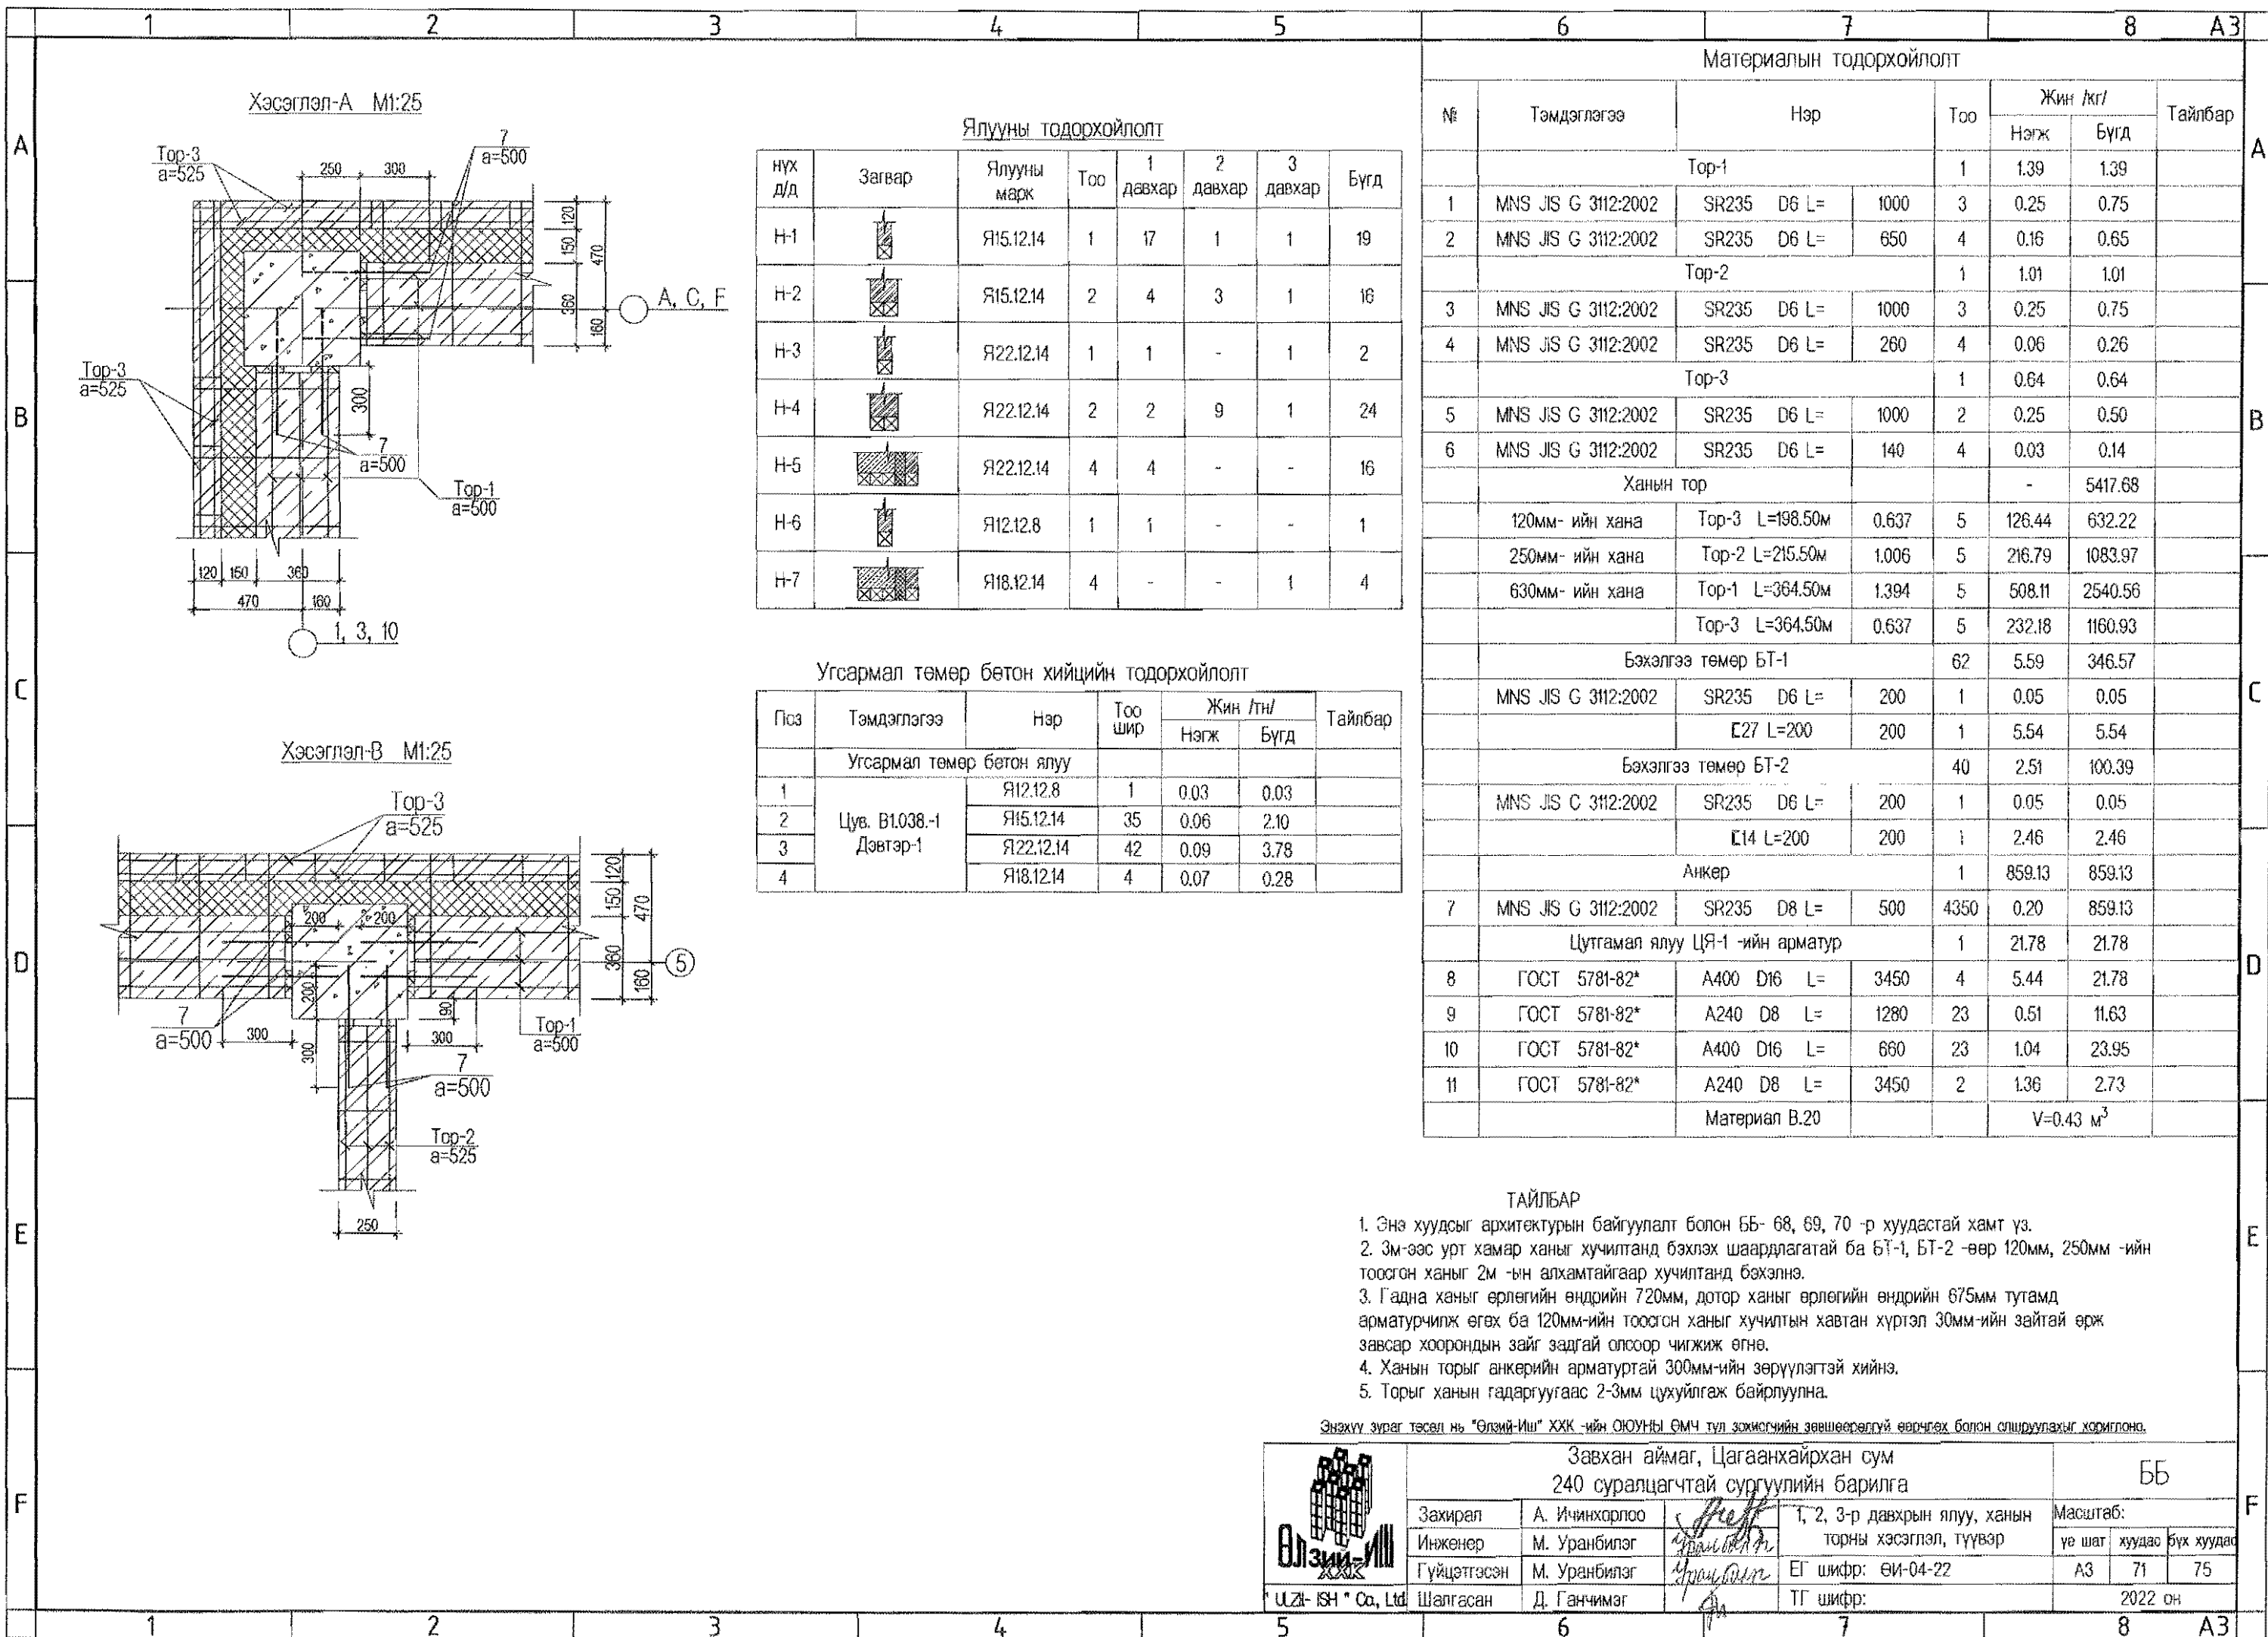 1 2 3 4 5 6 7 8 A3
A
B
C
D
E
F
Хэсэглэл-А М1:25
Тор-3
a=525
250
300
7
a=500
120
150
470
360
160
A, C, F
Тор-3
a=525
300
7
a=500
Тор-1
a=500
120 150 360
470 160
1, 3, 10
Хэсэглэл-В М1:25
Тор-3
a=525
200
200
120
150
470
360
160
5
200
90
7
a=500
300
300
300
Тор-1
a=500
7
a=500
Тор-2
a=525
250
Ялууны тодорхойлолт
нүх д/д Загвар Ялууны марк Тоо 1 давхар 2 давхар 3 давхар Бүгд
Н-1 Я15.12.14 1 17 1 1 19
Н-2 Я15.12.14 2 4 3 1 16
Н-3 Я22.12.14 1 1 - 1 2
Н-4 Я22.12.14 2 2 9 1 24
Н-5 Я22.12.14 4 4 - - 16
Н-6 Я12.12.8 1 1 - - 1
Н-7 Я18.12.14 4 - - 1 4
Угсармал төмөр бетон хийцийн тодорхойлолт
Поз Тэмдэглэгээ Нэр Тоо шир Жин /тн/ Тайлбар
Нэгж Бүгд
Угсармал төмөр бетон ялуу
1 Я12.12.8 1 0.03 0.03
2 Цув. В1.038.-1 Я15.12.14 35 0.06 2.10
3 Дэвтэр-1 Я22.12.14 42 0.09 3.78
4 Я18.12.14 4 0.07 0.28
Материалын тодорхойлолт
№ Тэмдэглэгээ Нэр Тоо Жин /кг/ Тайлбар
Нэгж Бүгд
Тор-1 1 1.39 1.39
1 MNS JIS G 3112:2002 SR235 D6 L= 1000 3 0.25 0.75
2 MNS JIS G 3112:2002 SR235 D6 L= 650 4 0.16 0.65
Тор-2 1 1.01 1.01
3 MNS JIS G 3112:2002 SR235 D6 L= 1000 3 0.25 0.75
4 MNS JIS G 3112:2002 SR235 D6 L= 260 4 0.06 0.26
Тор-3 1 0.64 0.64
5 MNS JIS G 3112:2002 SR235 D6 L= 1000 2 0.25 0.50
6 MNS JIS G 3112:2002 SR235 D6 L= 140 4 0.03 0.14
Ханын тор - 5417.68
120мм- ийн хана Тор-3 L=198.50м 0.637 5 126.44 632.22
250мм- ийн хана Тор-2 L=215.50м 1.006 5 216.79 1083.97
630мм- ийн хана Тор-1 L=364.50м 1.394 5 508.11 2540.56
Тор-3 L=364.50м 0.637 5 232.18 1160.93
Бэхэлгээ төмөр БТ-1 62 5.59 346.57
MNS JIS G 3112:2002 SR235 D6 L= 200 1 0.05 0.05
[27 L=200 200 1 5.54 5.54
Бэхэлгээ төмөр БТ-2 40 2.51 100.39
MNS JIS G 3112:2002 SR235 D6 L= 200 1 0.05 0.05
[14 L=200 200 1 2.46 2.46
Анкер 1 859.13 859.13
7 MNS JIS G 3112:2002 SR235 D8 L= 500 4350 0.20 859.13
Цутгамал ялуу ЦЯ-1 -ийн арматур 1 21.78 21.78
8 ГОСТ 5781-82* А400 D16 L= 3450 4 5.44 21.78
9 ГОСТ 5781-82* А240 D8 L= 1280 23 0.51 11.63
10 ГОСТ 5781-82* А400 D16 L= 660 23 1.04 23.95
11 ГОСТ 5781-82* А240 D8 L= 3450 2 1.36 2.73
Материал В.20 V=0.43 м³
ТАЙЛБАР
1. Энэ хуудсыг архитектурын байгуулалт болон ББ- 68, 69, 70 -р хуудастай хамт үз.
2. 3м-ээс урт хамар ханыг хучилтанд бэхлэх шаардлагатай ба БТ-1, БТ-2 -өөр 120мм, 250мм -ийн
тоосгон ханыг 2м -ын алхамтайгаар хучилтанд бэхэлнэ.
3. Гадна ханыг өрлөгийн өндрийн 720мм, дотор ханыг өрлөгийн өндрийн 675мм тутамд
арматурчилж өгөх ба 120мм-ийн тоосгон ханыг хучилтын хавтан хүртэл 30мм-ийн зайтай өрж
завсар хоорондын зайг задгай олсоор чигжиж өгнө.
4. Ханын торыг анкерийн арматуртай 300мм-ийн зөрүүлэгтэй хийнэ.
5. Торыг ханын гадаргуугаас 2-3мм цухуйлгаж байрлуулна.
Энэхүү зураг төсөл нь "Өлзий-Иш" ХХК -ийн ОЮУНЫ ӨМЧ тул зохиогчийн зөвшөөрөлгүй өөрчлөх болон олшруулахыг хориглоно.
Өлзий-Иш
ХХК
" ULZII- ISH " Co., Ltd
Завхан аймаг, Цагаанхайрхан сум
240 суралцагчтай сургуулийн барилга
ББ
Захирал А. Ичинхорлоо
Инженер М. Уранбилэг
Гүйцэтгэсэн М. Уранбилэг
Шалгасан Д. Ганчимэг
1, 2, 3-р давхрын ялуу, ханын
торны хэсэглэл, түүвэр
ЕГ шифр: ӨИ-04-22
ТГ шифр:
Масштаб:
үе шат хуудас бүх хуудас
А3 71 75
2022 он
1 2 3 4 5 6 7 8 A3